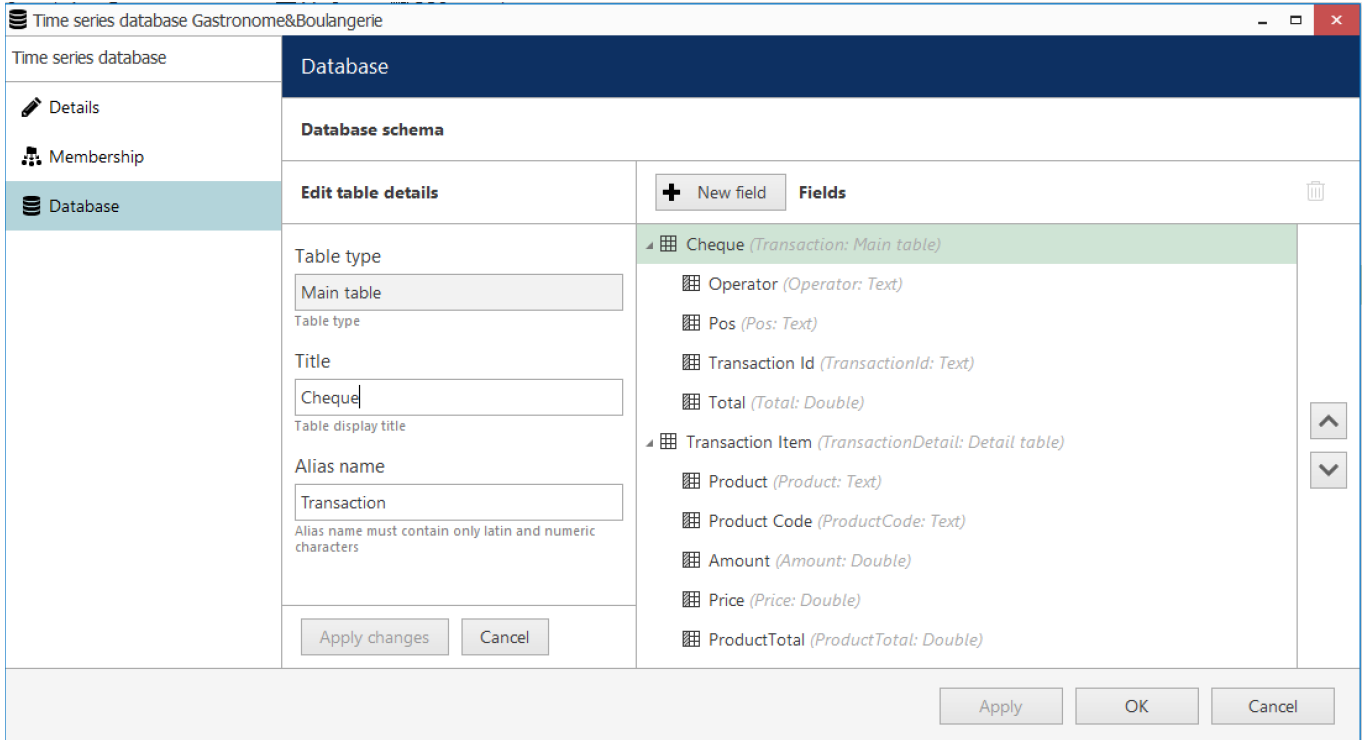 Time series database Gastronome&Boulangerie
Time series database
Details
Membership
Database
Database
Database schema
Edit table details
Table type
Main table
Table type
Title
Cheque
Table display title
Alias name
Transaction
Alias name must contain only latin and numeric
characters
Apply changes
Cancel
New field
Fields
Cheque (Transaction: Main table)
Operator (Operator: Text)
Pos (Pos: Text)
Transaction Id (TransactionId: Text)
Total (Total: Double)
Transaction Item (TransactionDetail: Detail table)
Product (Product: Text)
Product Code (ProductCode: Text)
Amount (Amount: Double)
Price (Price: Double)
ProductTotal (ProductTotal: Double)
Apply
OK
Cancel